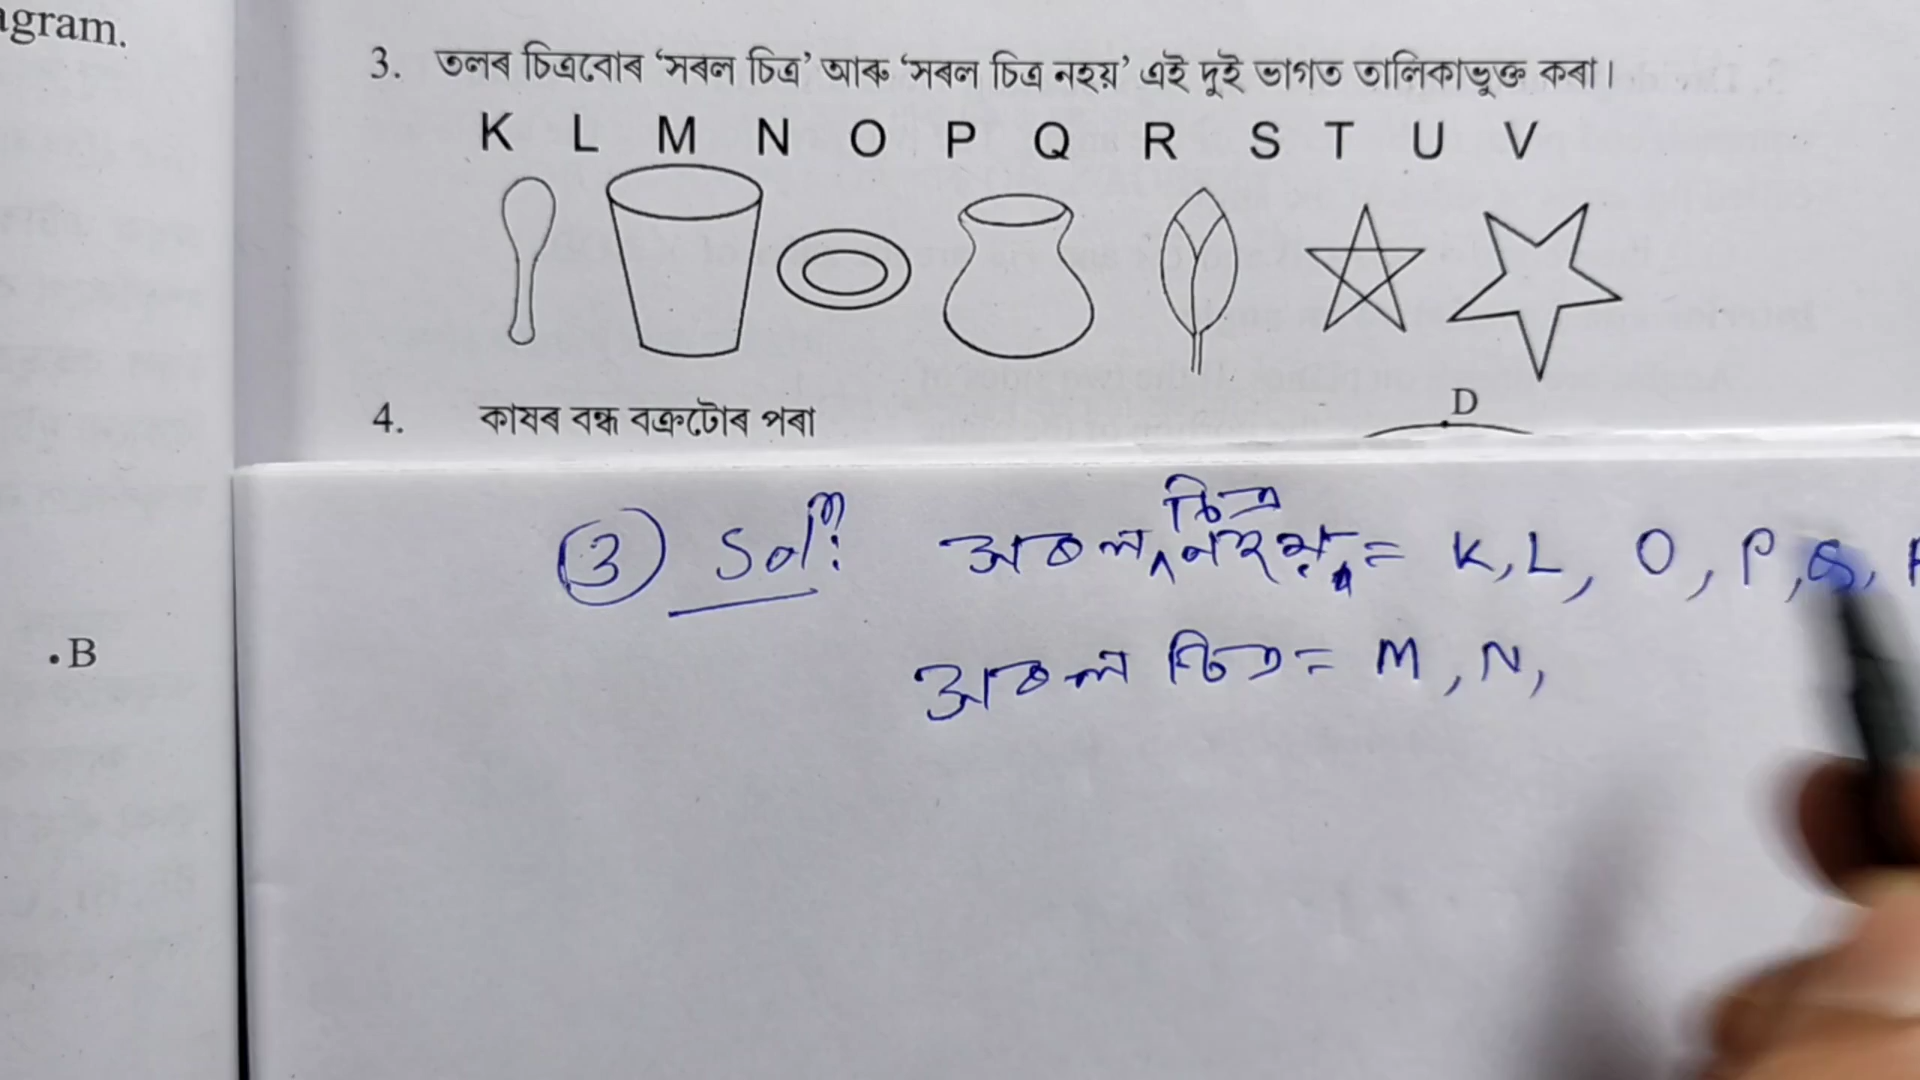 agram.
3. তলৰ চিত্ৰবোৰ ‘সৰল চিত্ৰ’ আৰু ‘সৰল চিত্ৰ নহয়’ এই দুই ভাগত তালিকাভুক্ত কৰা।
K L M N O P Q R S T U V
4. কাষৰ বন্ধ বক্ৰটোৰ পৰা
D
③ Solⁿ: সৰল চিত্ৰ নহয় = K, L, O, P, Q,
সৰল চিত্ৰ = M, N,
.B